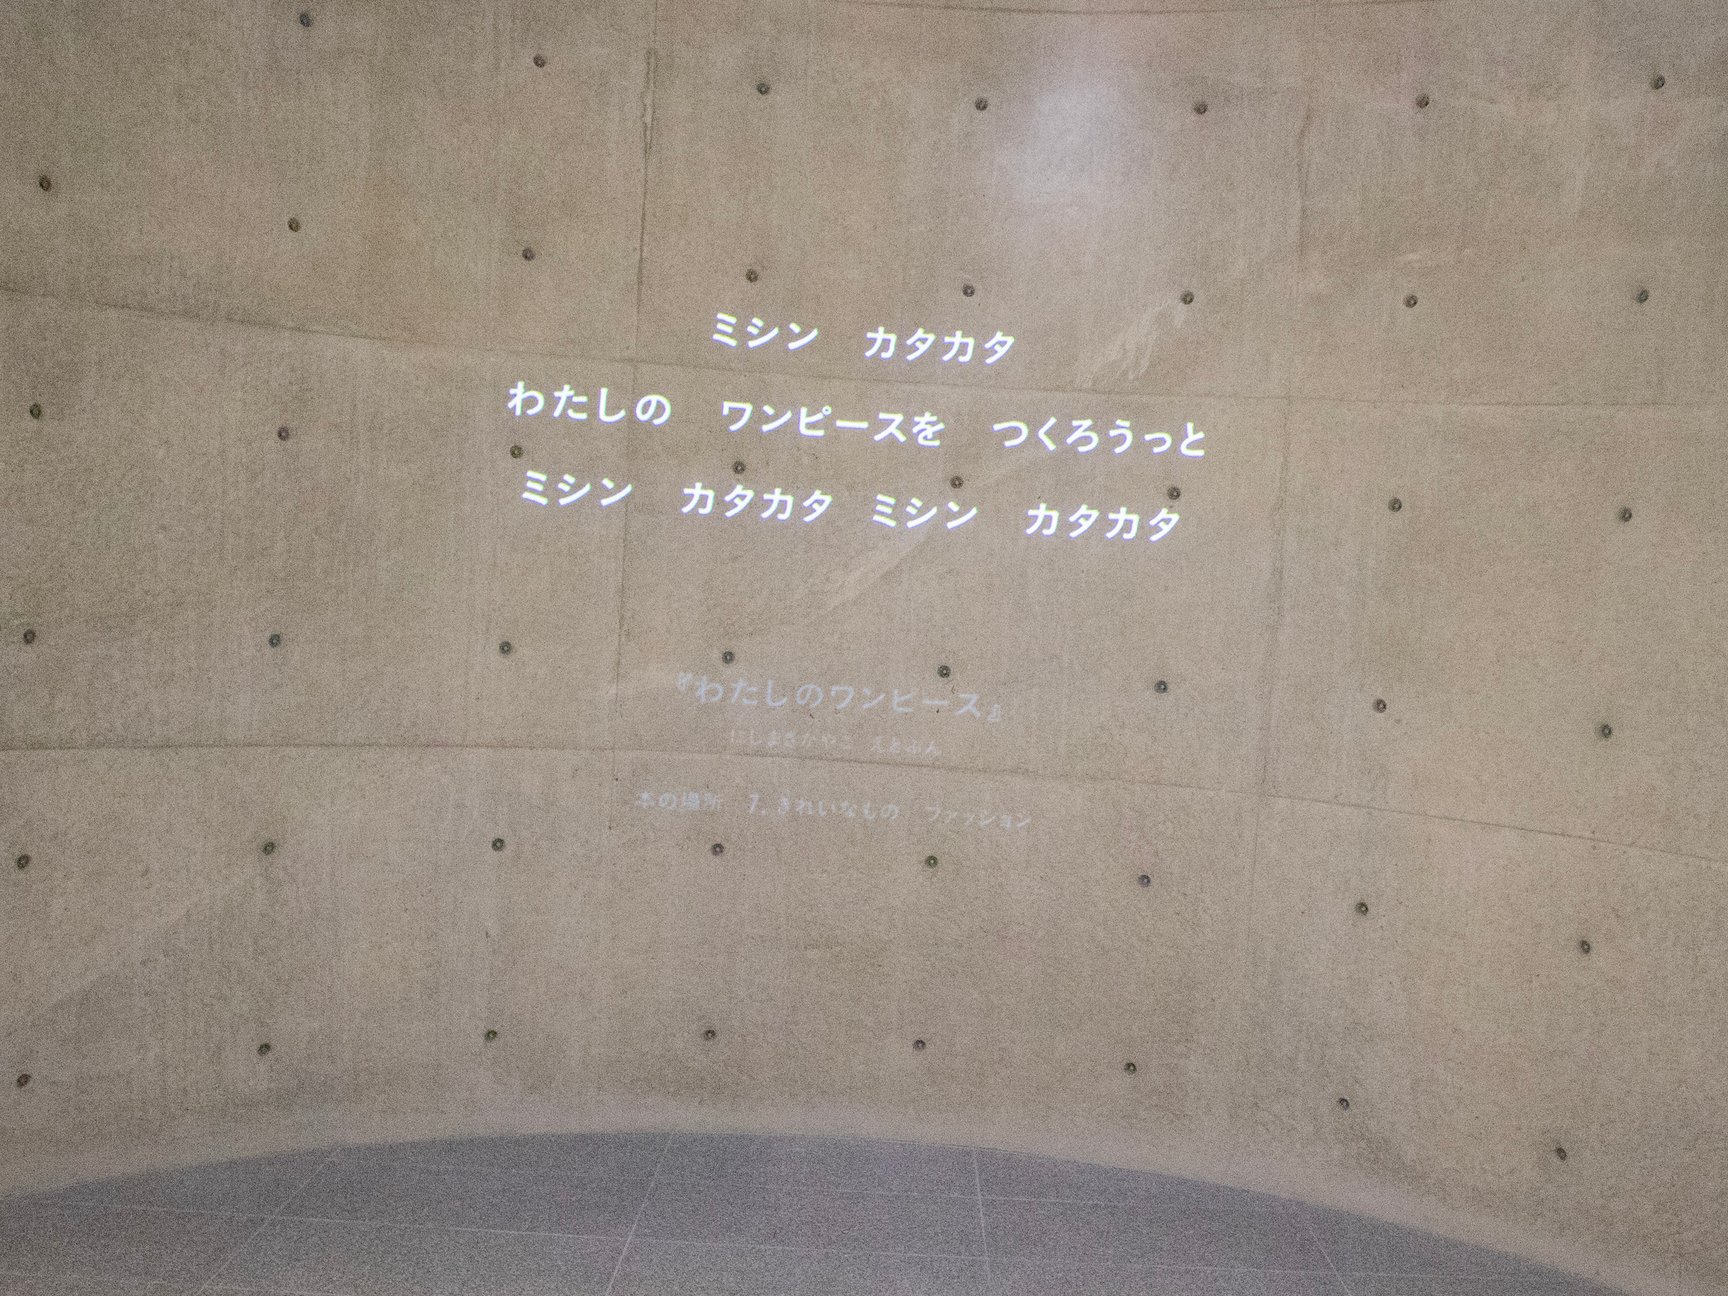 ミシン　カタカタ
わたしの　ワンピースを　つくろうっと
ミシン　カタカタ　ミシン　カタカタ
『わたしのワンピース』
にしまきかやこ　えとぶん
本の場所　7. きれいなもの　ファッション